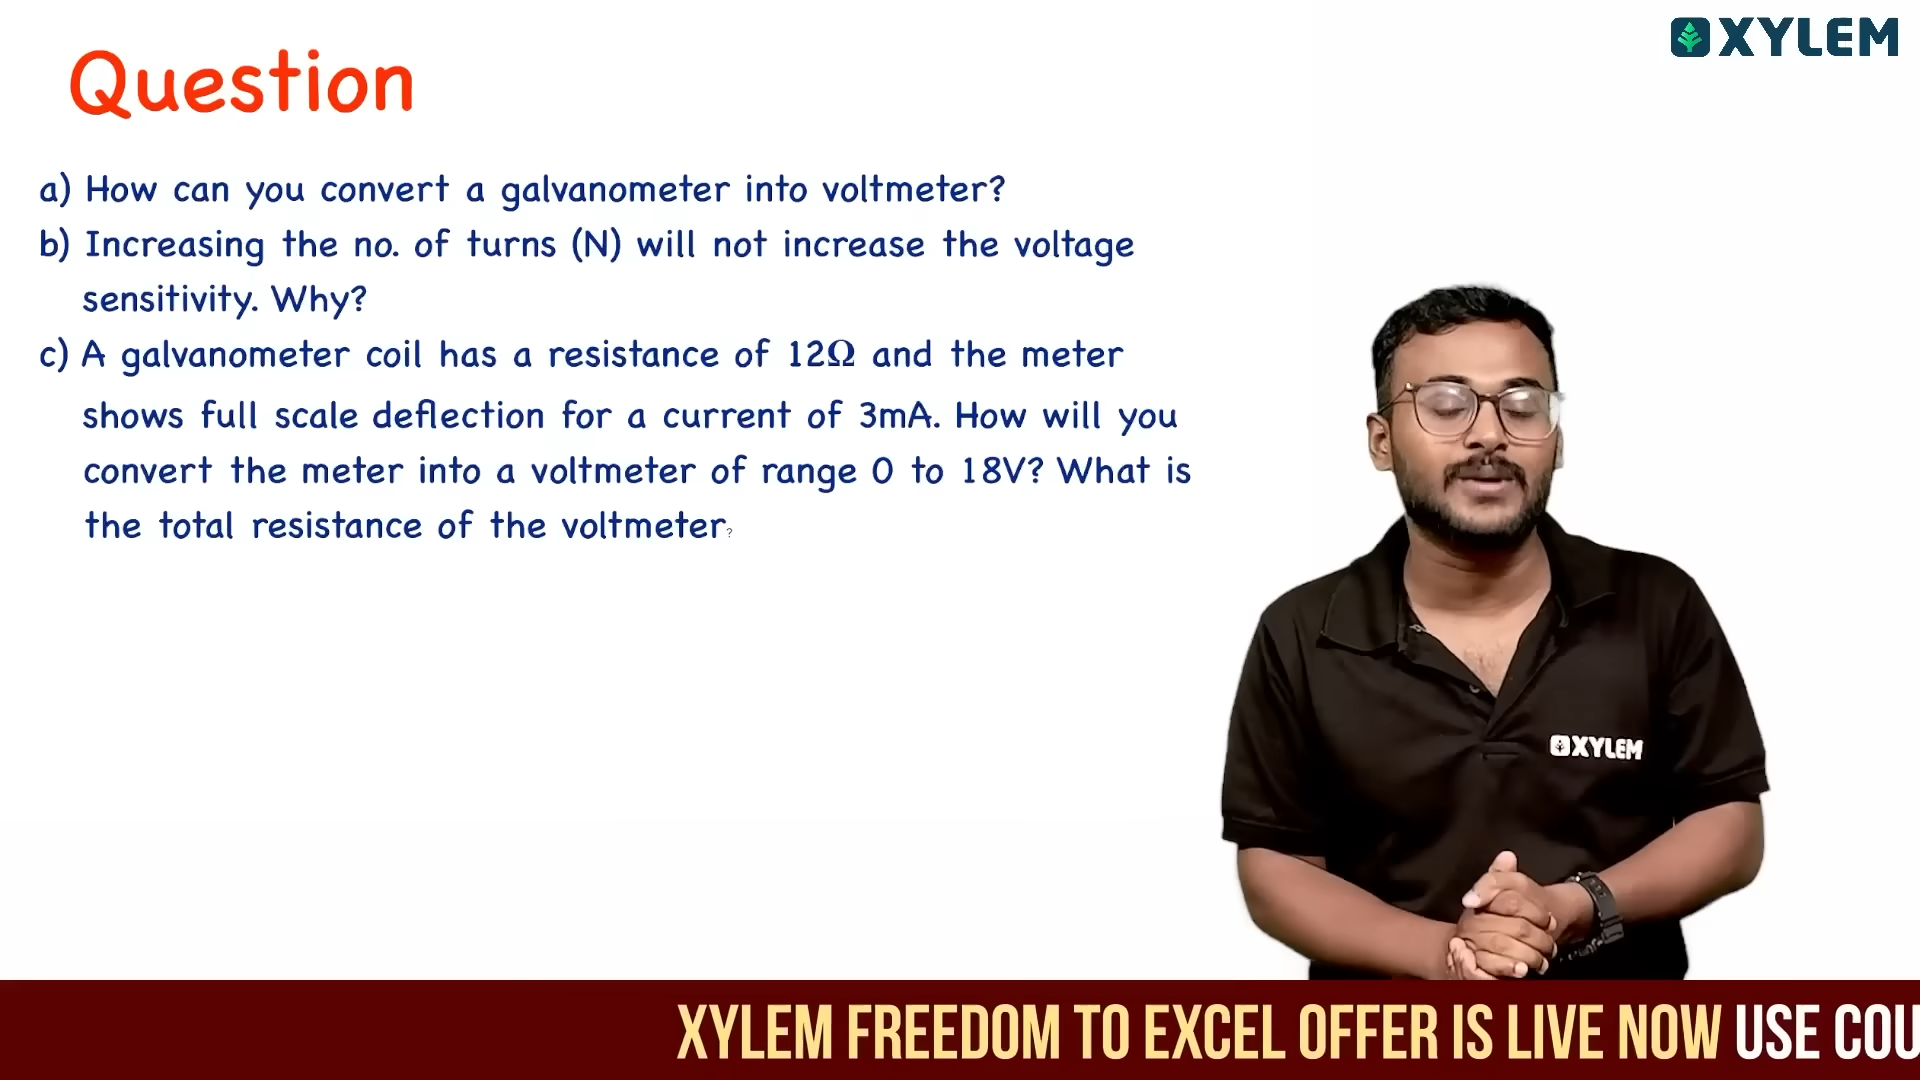 XYLEM
Question
a) How can you convert a galvanometer into voltmeter?
b) Increasing the no. of turns (N) will not increase the voltage
sensitivity. Why?
c) A galvanometer coil has a resistance of 12Ω and the meter
shows full scale deflection for a current of 3mA. How will you
convert the meter into a voltmeter of range 0 to 18V? What is
the total resistance of the voltmeter?
XYLEM
XYLEM FREEDOM TO EXCEL OFFER IS LIVE NOW USE COU